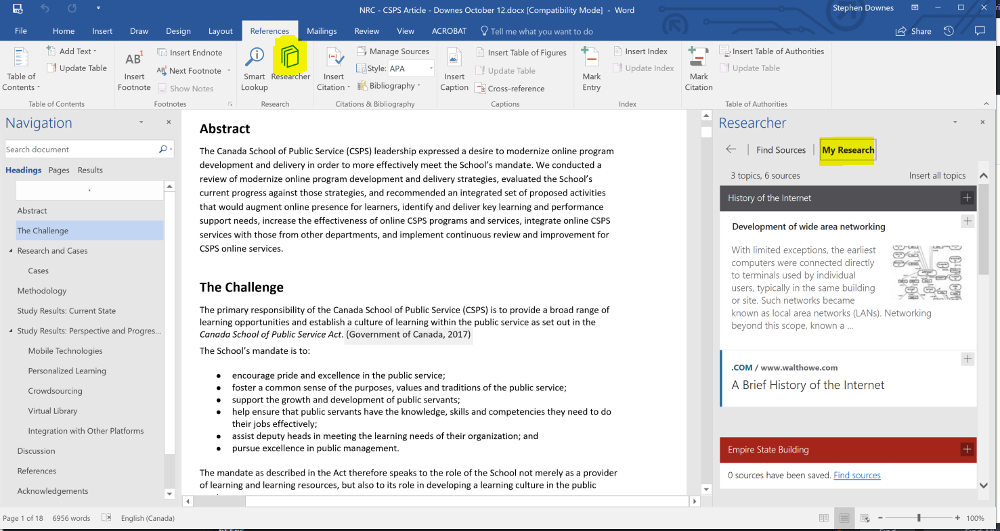 NRC - CSPS Article - Downes October 12.docx [Compatibility Mode] - Word
Stephen Downes
File Home Insert Draw Design Layout References Mailings Review View ACROBAT Tell me what you want to do
Share
Table of Contents
Add Text
Update Table
Table of Contents
AB1
Insert Footnote
Insert Endnote
AB1 Next Footnote
Show Notes
Footnotes
Smart Lookup
Researcher
Research
Insert Citation
Manage Sources
Style: APA
Bibliography
Citations & Bibliography
Insert Caption
Insert Table of Figures
Update Table
Cross-reference
Captions
Mark Entry
Insert Index
Update Index
Index
Mark Citation
Insert Table of Authorities
Update Table
Table of Authorities
Navigation
Search document
Headings Pages Results
Abstract
The Challenge
Research and Cases
Cases
Methodology
Study Results: Current State
Study Results: Perspective and Progres...
Mobile Technologies
Personalized Learning
Crowdsourcing
Virtual Library
Integration with Other Platforms
Discussion
References
Acknowledgements
Abstract
The Canada School of Public Service (CSPS) leadership expressed a desire to modernize online program
development and delivery in order to more effectively meet the School's mandate. We conducted a
review of modernize online program development and delivery strategies, evaluated the School's
current progress against those strategies, and recommended an integrated set of proposed activities
that would augment online presence for learners, identify and deliver key learning and performance
support needs, increase the effectiveness of online CSPS programs and services, integrate online CSPS
services with those from other departments, and implement continuous review and improvement for
CSPS online services.
The Challenge
The primary responsibility of the Canada School of Public Service (CSPS) is to provide a broad range of
learning opportunities and establish a culture of learning within the public service as set out in the
Canada School of Public Service Act. (Government of Canada, 2017)
The School's mandate is to:
● encourage pride and excellence in the public service;
● foster a common sense of the purposes, values and traditions of the public service;
● support the growth and development of public servants;
● help ensure that public servants have the knowledge, skills and competencies they need to do
their jobs effectively;
● assist deputy heads in meeting the learning needs of their organization; and
● pursue excellence in public management.
The mandate as described in the Act therefore speaks to the role of the School not merely as a provider
of learning and learning resources, but also to its role in developing a learning culture in the public
Researcher
Find Sources | My Research
3 topics, 6 sources Insert all topics
History of the Internet
Development of wide area networking
With limited exceptions, the earliest
computers were connected directly
to terminals used by individual
users, typically in the same building
or site. Such networks became
known as local area networks (LANs). Networking
beyond this scope, known a ...
.COM / www.walthowe.com
A Brief History of the Internet
Empire State Building
0 sources have been saved. Find sources
Page 1 of 18 6956 words English (Canada)
100%